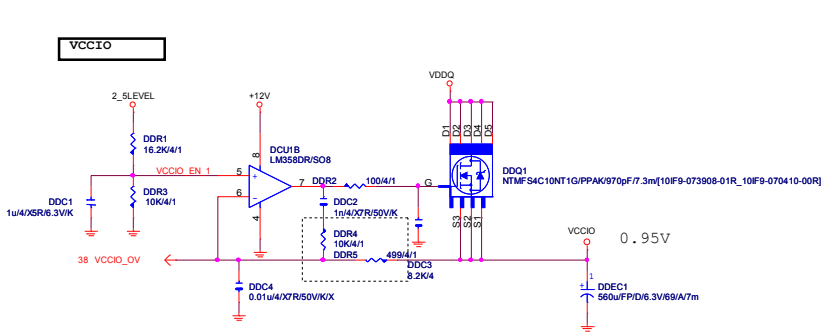 VCCIO
VDDQ
2_5LEVEL
+12V
D1
D2
D3
D4
D5
DDR1
16.2K/4/1
DCU1B
LM358DR/SO8
8
VCCIO_EN_1
5
+
6
-
7
4
DDR2
100/4/1
G
DDQ1
NTMFS4C10NT1G/PPAK/970pF/7.3m/[10IF9-073908-01R_10IF9-070410-00R]
DDC1
1u/4/X5R/6.3V/K
DDR3
10K/4/1
DDC2
1n/4/X7R/50V/K
S3
S2
S1
DDR4
10K/4/1
DDR5
499/4/1
DDC3
8.2K/4
VCCIO
0.95V
38 VCCIO_OV
DDC4
0.01u/4/X7R/50V/K/X
1
+
DDEC1
560u/FP/D/6.3V/69/A/7m